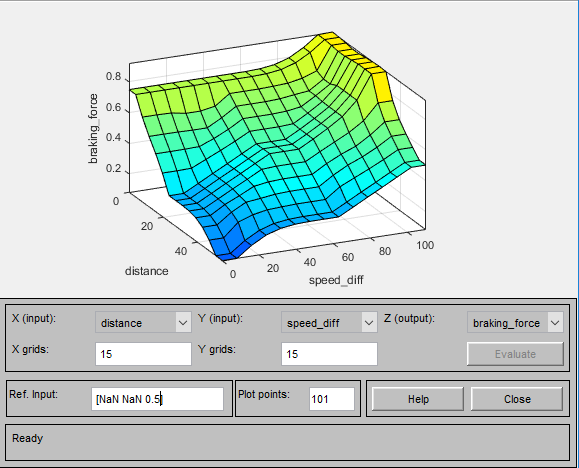 0.8
0.6
0.4
0.2
braking_force
0
20
40
distance
0
20
40
60
80
100
speed_diff
X (input): distance Y (input): speed_diff Z (output): braking_force
X grids: 15 Y grids: 15 Evaluate
Ref. Input: [NaN NaN 0.5] Plot points: 101 Help Close
Ready